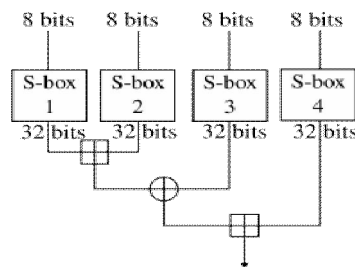 8 bits 8 bits 8 bits 8 bits
S-box S-box S-box S-box
1 2 3 4
32 bits 32 bits 32 bits 32 bits